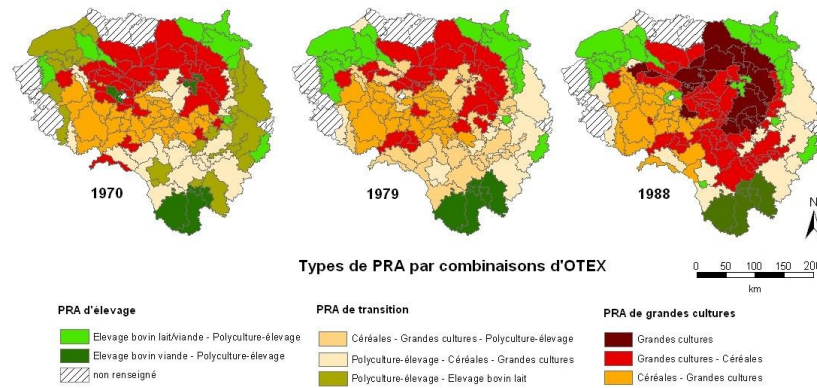 1970
1979
1988
N
Types de PRA par combinaisons d'OTEX
0 50 100 150 200
km
PRA d'élevage
Elevage bovin lait/viande - Polyculture-élevage
Elevage bovin viande - Polyculture-élevage
non renseigné
PRA de transition
Céréales - Grandes cultures - Polyculture-élevage
Polyculture-élevage - Céréales - Grandes cultures
Polyculture-élevage - Elevage bovin lait
PRA de grandes cultures
Grandes cultures
Grandes cultures - Céréales
Céréales - Grandes cultures